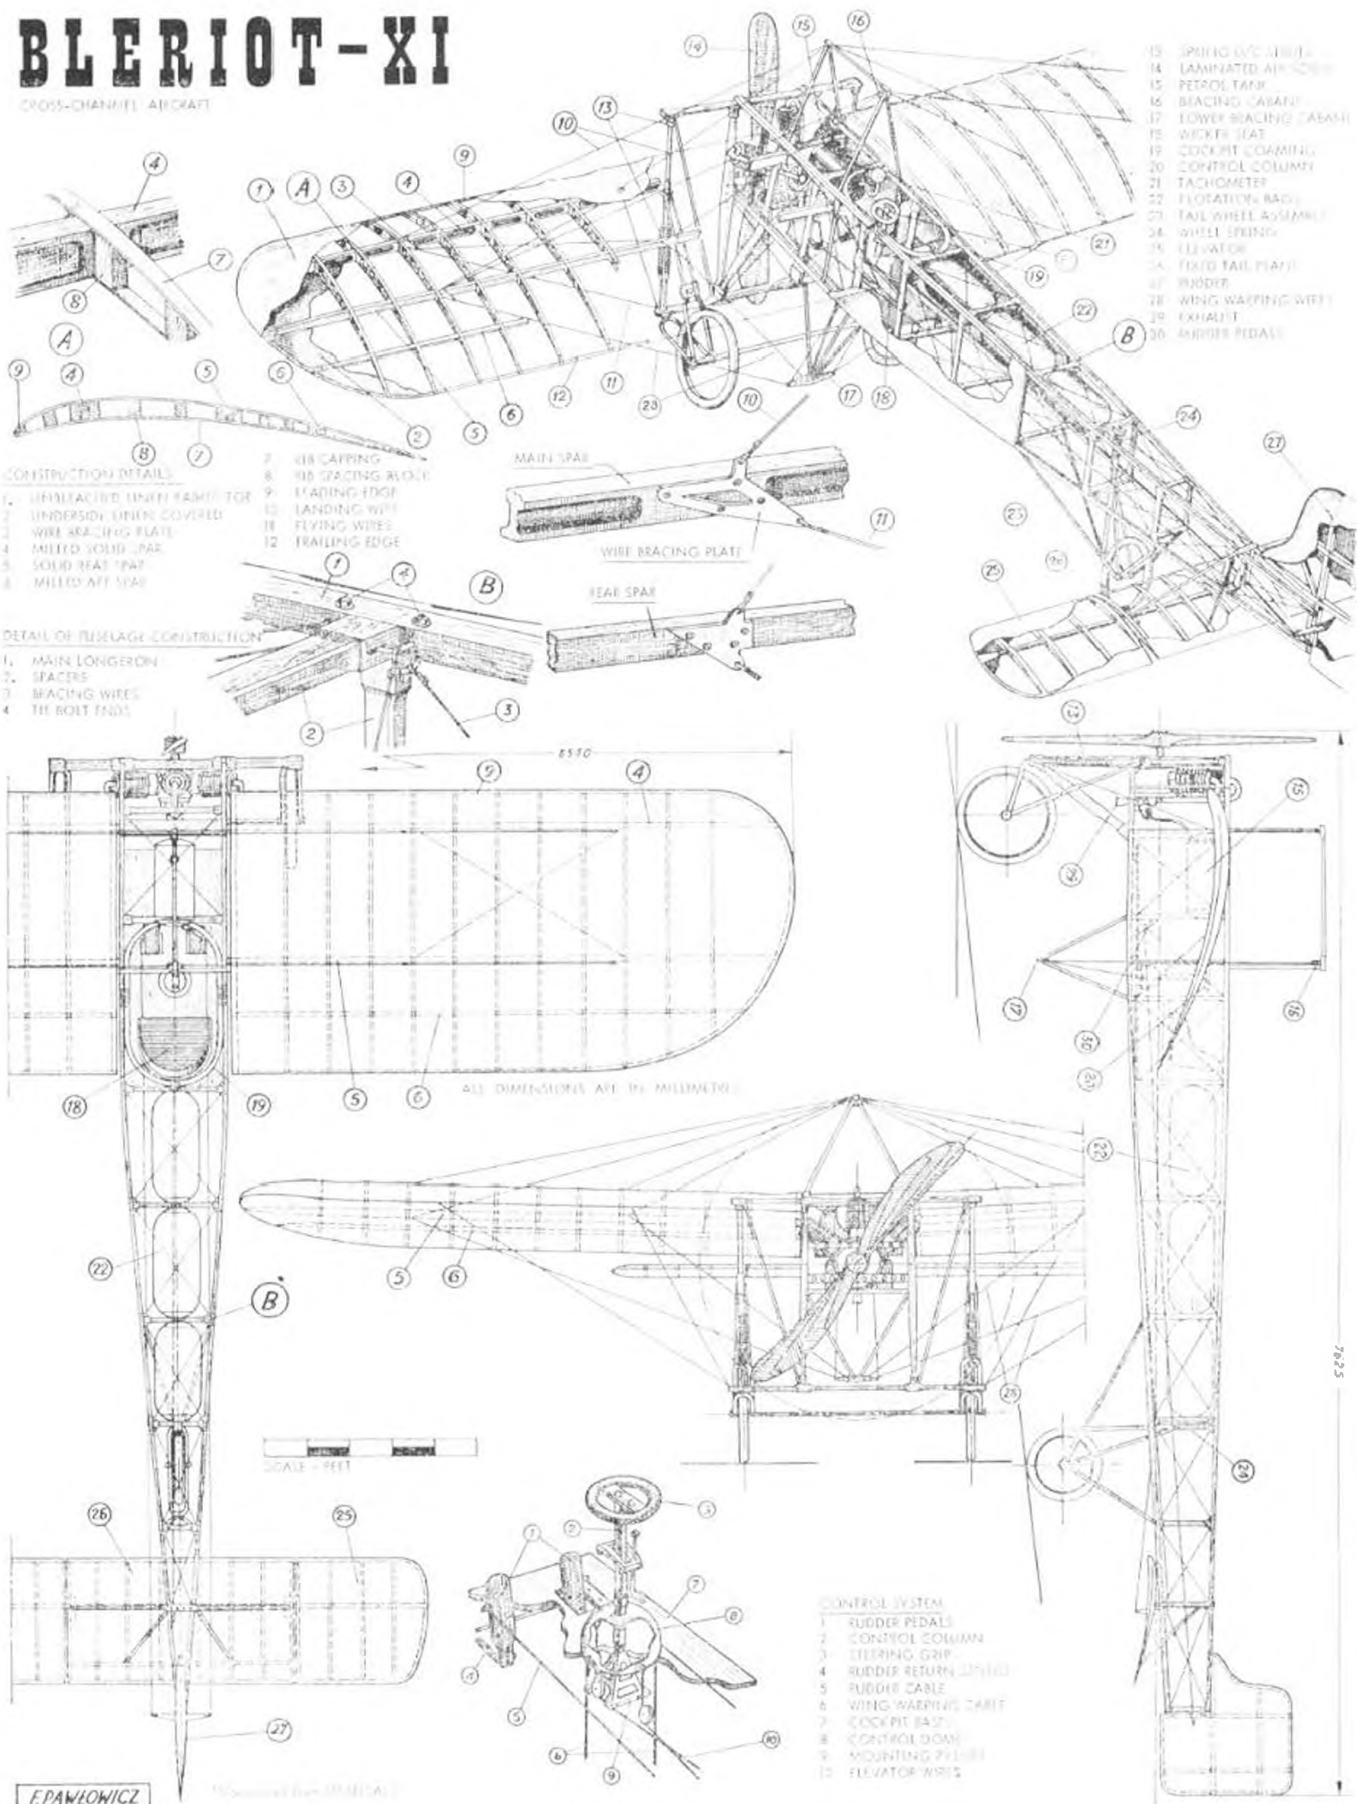 BLERIOT-XI
CROSS-CHANNEL AIRCRAFT
13 SPRING
14 LAMINATED
15 PETROL TANK
16 BRACING CABANE
17 LOWER BRACING CABANE
18 WICKER SEAT
19 COCKPIT COAMING
20 CONTROL COLUMN
21 TACHOMETER
22 FLOTATION BAGS
23 TAIL WHEEL ASSEMBLY
24 WHEEL SPRING
25 ELEVATOR
26 FIXED TAIL PLANE
27 RUDDER
28 WING WARPING WIRES
29 EXHAUST
30 RUDDER PEDALS
CONSTRUCTION DETAILS
1. UNBLEACHED LINEN FABRIC TOP
2 UNDERSIDE LINEN COVERED
3 WIRE BRACING PLATE
4 MILLED SOLID SPAR
5 SOLID REAR SPAR
6 MILLED AFT SPAR
7 RIB CAPPING
8 RIB SPACING BLOCK
9 LEADING EDGE
10 LANDING WIRE
11 FLYING WIRES
12 TRAILING EDGE
MAIN SPAR
WIRE BRACING PLATE
REAR SPAR
DETAIL OF FUSELAGE CONSTRUCTION
1. MAIN LONGERON
2. SPACERS
3 BRACING WIRES
4 TIE BOLT ENDS
ALL DIMENSIONS ARE IN MILLIMETRES
7625
SCALE - FEET
CONTROL SYSTEM
1 RUDDER PEDALS
2 CONTROL COLUMN
3 STEERING GRIP
4 RUDDER RETURN
5 RUDDER CABLE
6 WING WARPING CABLE
7 COCKPIT BASE
8 CONTROL DOME
9 MOUNTING
10 ELEVATOR WIRES
F.PAWŁOWICZ